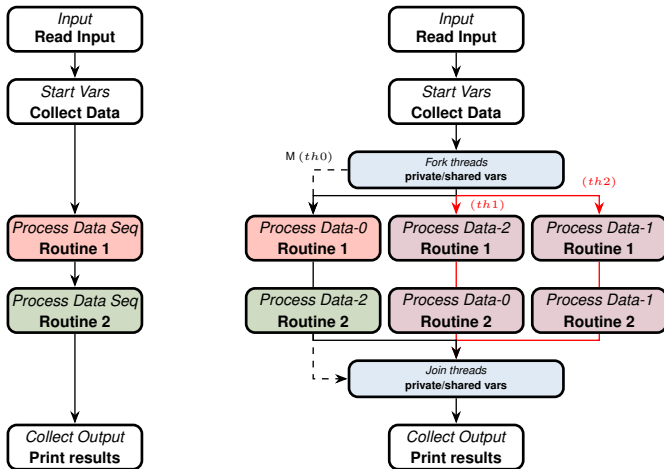 Input
Read Input
Start Vars
Collect Data
Process Data Seq
Routine 1
Process Data Seq
Routine 2
Collect Output
Print results
Input
Read Input
Start Vars
Collect Data
M (th0)
Fork threads
private/shared vars
(th2)
(th1)
Process Data-0
Routine 1
Process Data-2
Routine 1
Process Data-1
Routine 1
Process Data-2
Routine 2
Process Data-0
Routine 2
Process Data-1
Routine 2
Join threads
private/shared vars
Collect Output
Print results